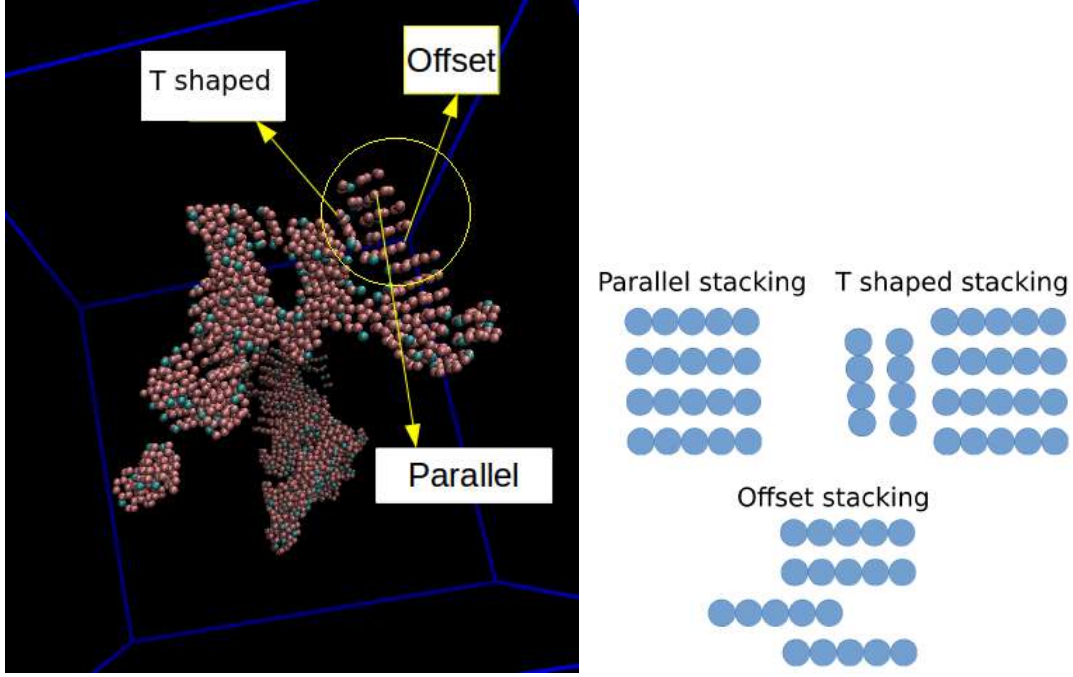 T shaped
Offset
Parallel
Parallel stacking
T shaped stacking
Offset stacking